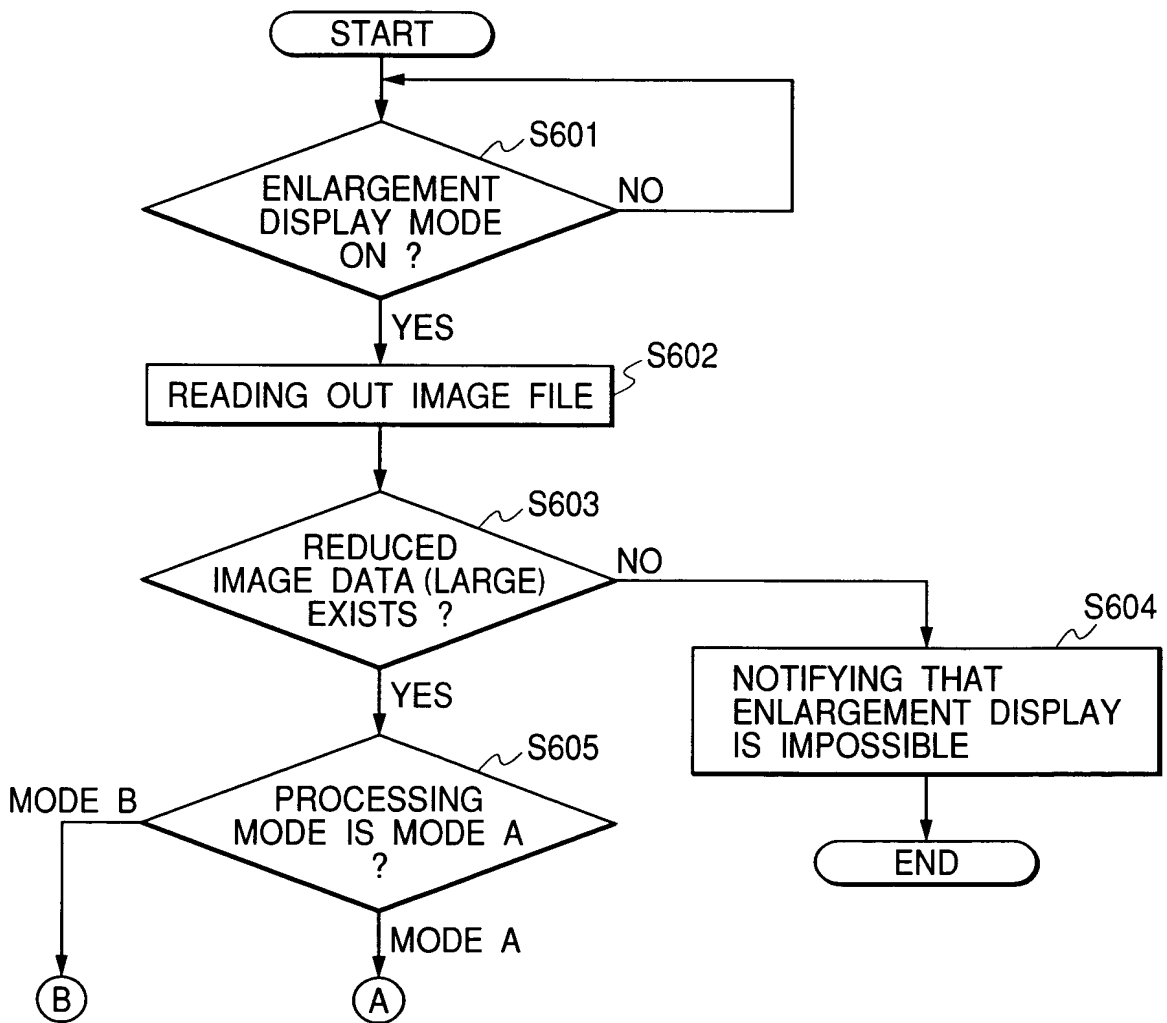 START
S601
ENLARGEMENT
DISPLAY MODE
ON ?
NO
YES
S602
READING OUT IMAGE FILE
S603
REDUCED
IMAGE DATA (LARGE)
EXISTS ?
NO
S604
NOTIFYING THAT
ENLARGEMENT DISPLAY
IS IMPOSSIBLE
YES
S605
MODE B
PROCESSING
MODE IS MODE A
?
END
MODE A
B
A